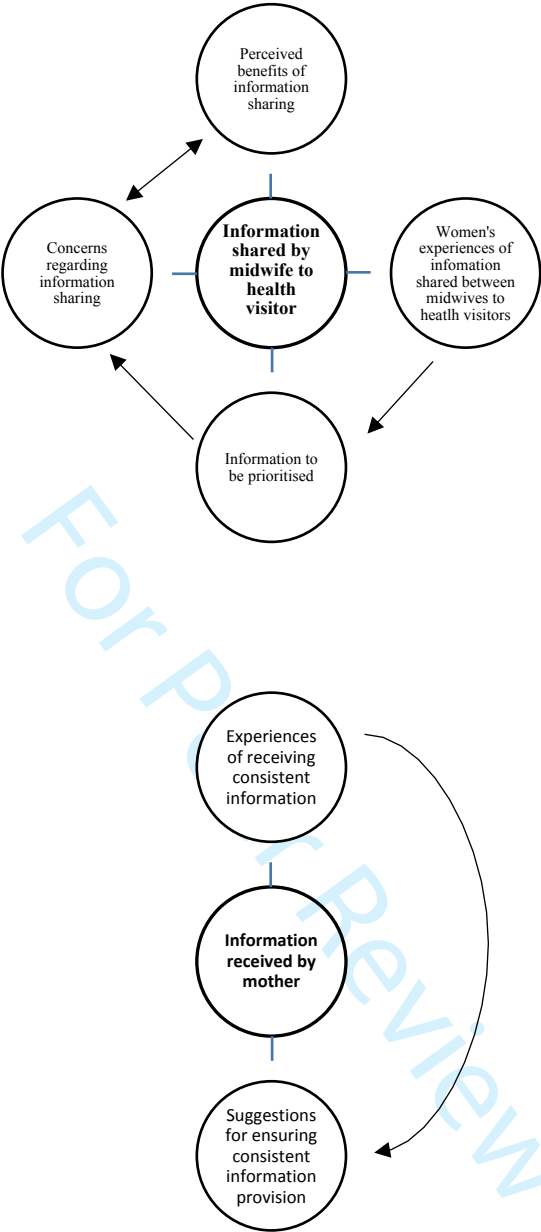 Perceived
benefits of
information
sharing
Concerns
regarding
information
sharing
Information
shared by
midwife to
health
visitor
Women's
experiences of
infomation
shared between
midwives to
heatlh visitors
Information to
be prioritised
For Peer Review
Experiences
of receiving
consistent
information
Information
received by
mother
Suggestions
for ensuring
consistent
information
provision